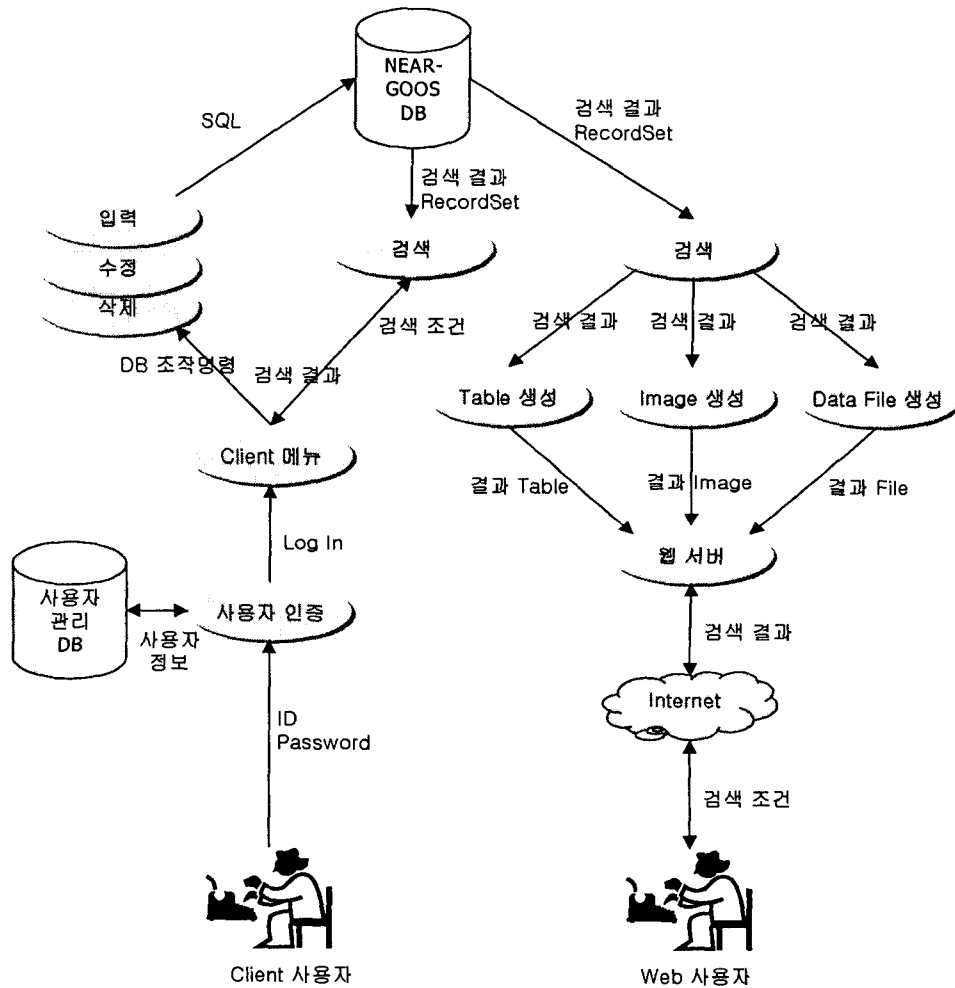 NEAR-
GOOS
DB
SQL
검색 결과
RecordSet
검색 결과
RecordSet
입력
수정
삭제
검색
검색
DB 조작명령
검색 결과
검색 조건
검색 결과
검색 결과
검색 결과
Table 생성
Image 생성
Data File 생성
Client 메뉴
결과 Table
결과 Image
결과 File
Log In
웹 서버
사용자
관리
DB
사용자
정보
사용자 인증
검색 결과
Internet
ID
Password
검색 조건
Client 사용자
Web 사용자